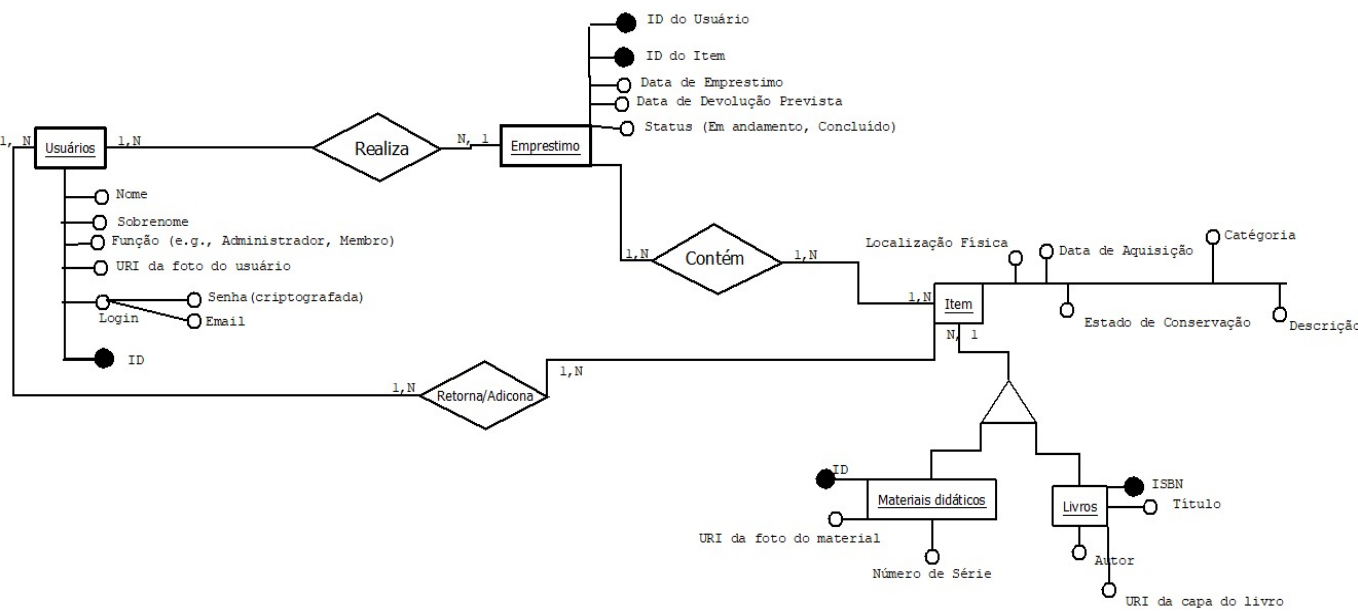 ID do Usuário
ID do Item
Data de Emprestimo
Data de Devolução Prevista
Status (Em andamento, Concluído)
1, N
Usuários
1,N
Realiza
N, 1
Emprestimo
Nome
Sobrenome
Função (e.g., Administrador, Membro)
URI da foto do usuário
Senha(criptografada)
Login
Email
ID
1,N
Contém
1,N
Localização Física
Data de Aquisição
Catégoria
1,N
Item
Estado de Conservação
Descrição
N, 1
1,N
Retorna/Adicona
1,N
ID
Materiais didáticos
URI da foto do material
Número de Série
ISBN
Livros
Título
Autor
URI da capa do livro